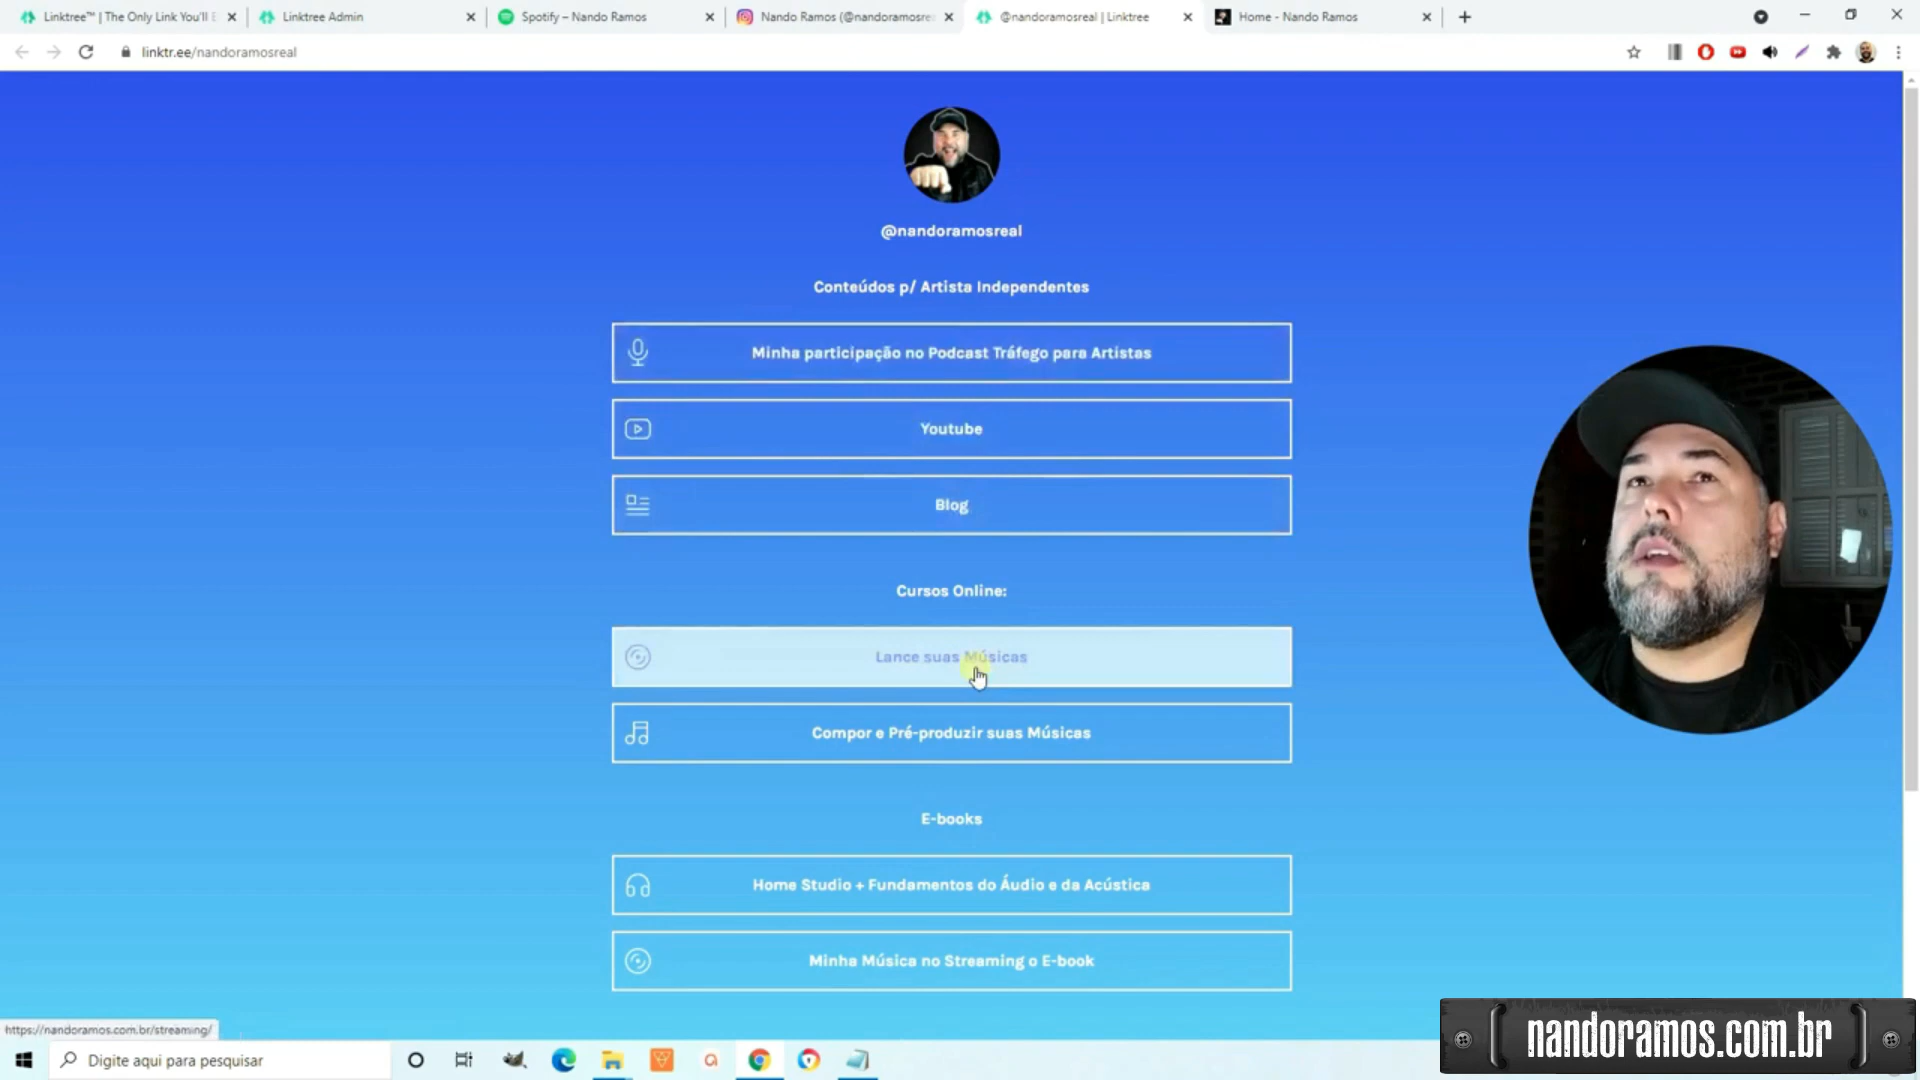 Linktree™ | The Only Link You'll E
Linktree Admin
Spotify – Nando Ramos
Nando Ramos (@nandoramosre
@nandoramosreal | Linktree
Home - Nando Ramos
linktr.ee/nandoramosreal
@nandoramosreal
Conteúdos p/ Artista Independentes
Minha participação no Podcast Tráfego para Artistas
Youtube
Blog
Cursos Online:
Lance suas Músicas
Compor e Pré-produzir suas Músicas
E-books
Home Studio + Fundamentos do Áudio e da Acústica
Minha Música no Streaming o E-book
https://nandoramos.com.br/streaming/
Digite aqui para pesquisar
nandoramos.com.br